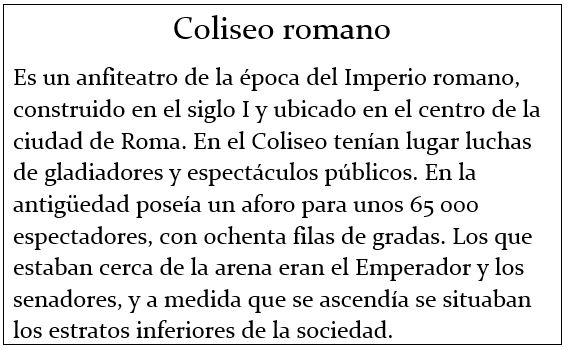 Coliseo romano
Es un anfiteatro de la época del Imperio romano,
construido en el siglo I y ubicado en el centro de la
ciudad de Roma. En el Coliseo tenían lugar luchas
de gladiadores y espectáculos públicos. En la
antigüedad poseía un aforo para unos 65 000
espectadores, con ochenta filas de gradas. Los que
estaban cerca de la arena eran el Emperador y los
senadores, y a medida que se ascendía se situaban
los estratos inferiores de la sociedad.